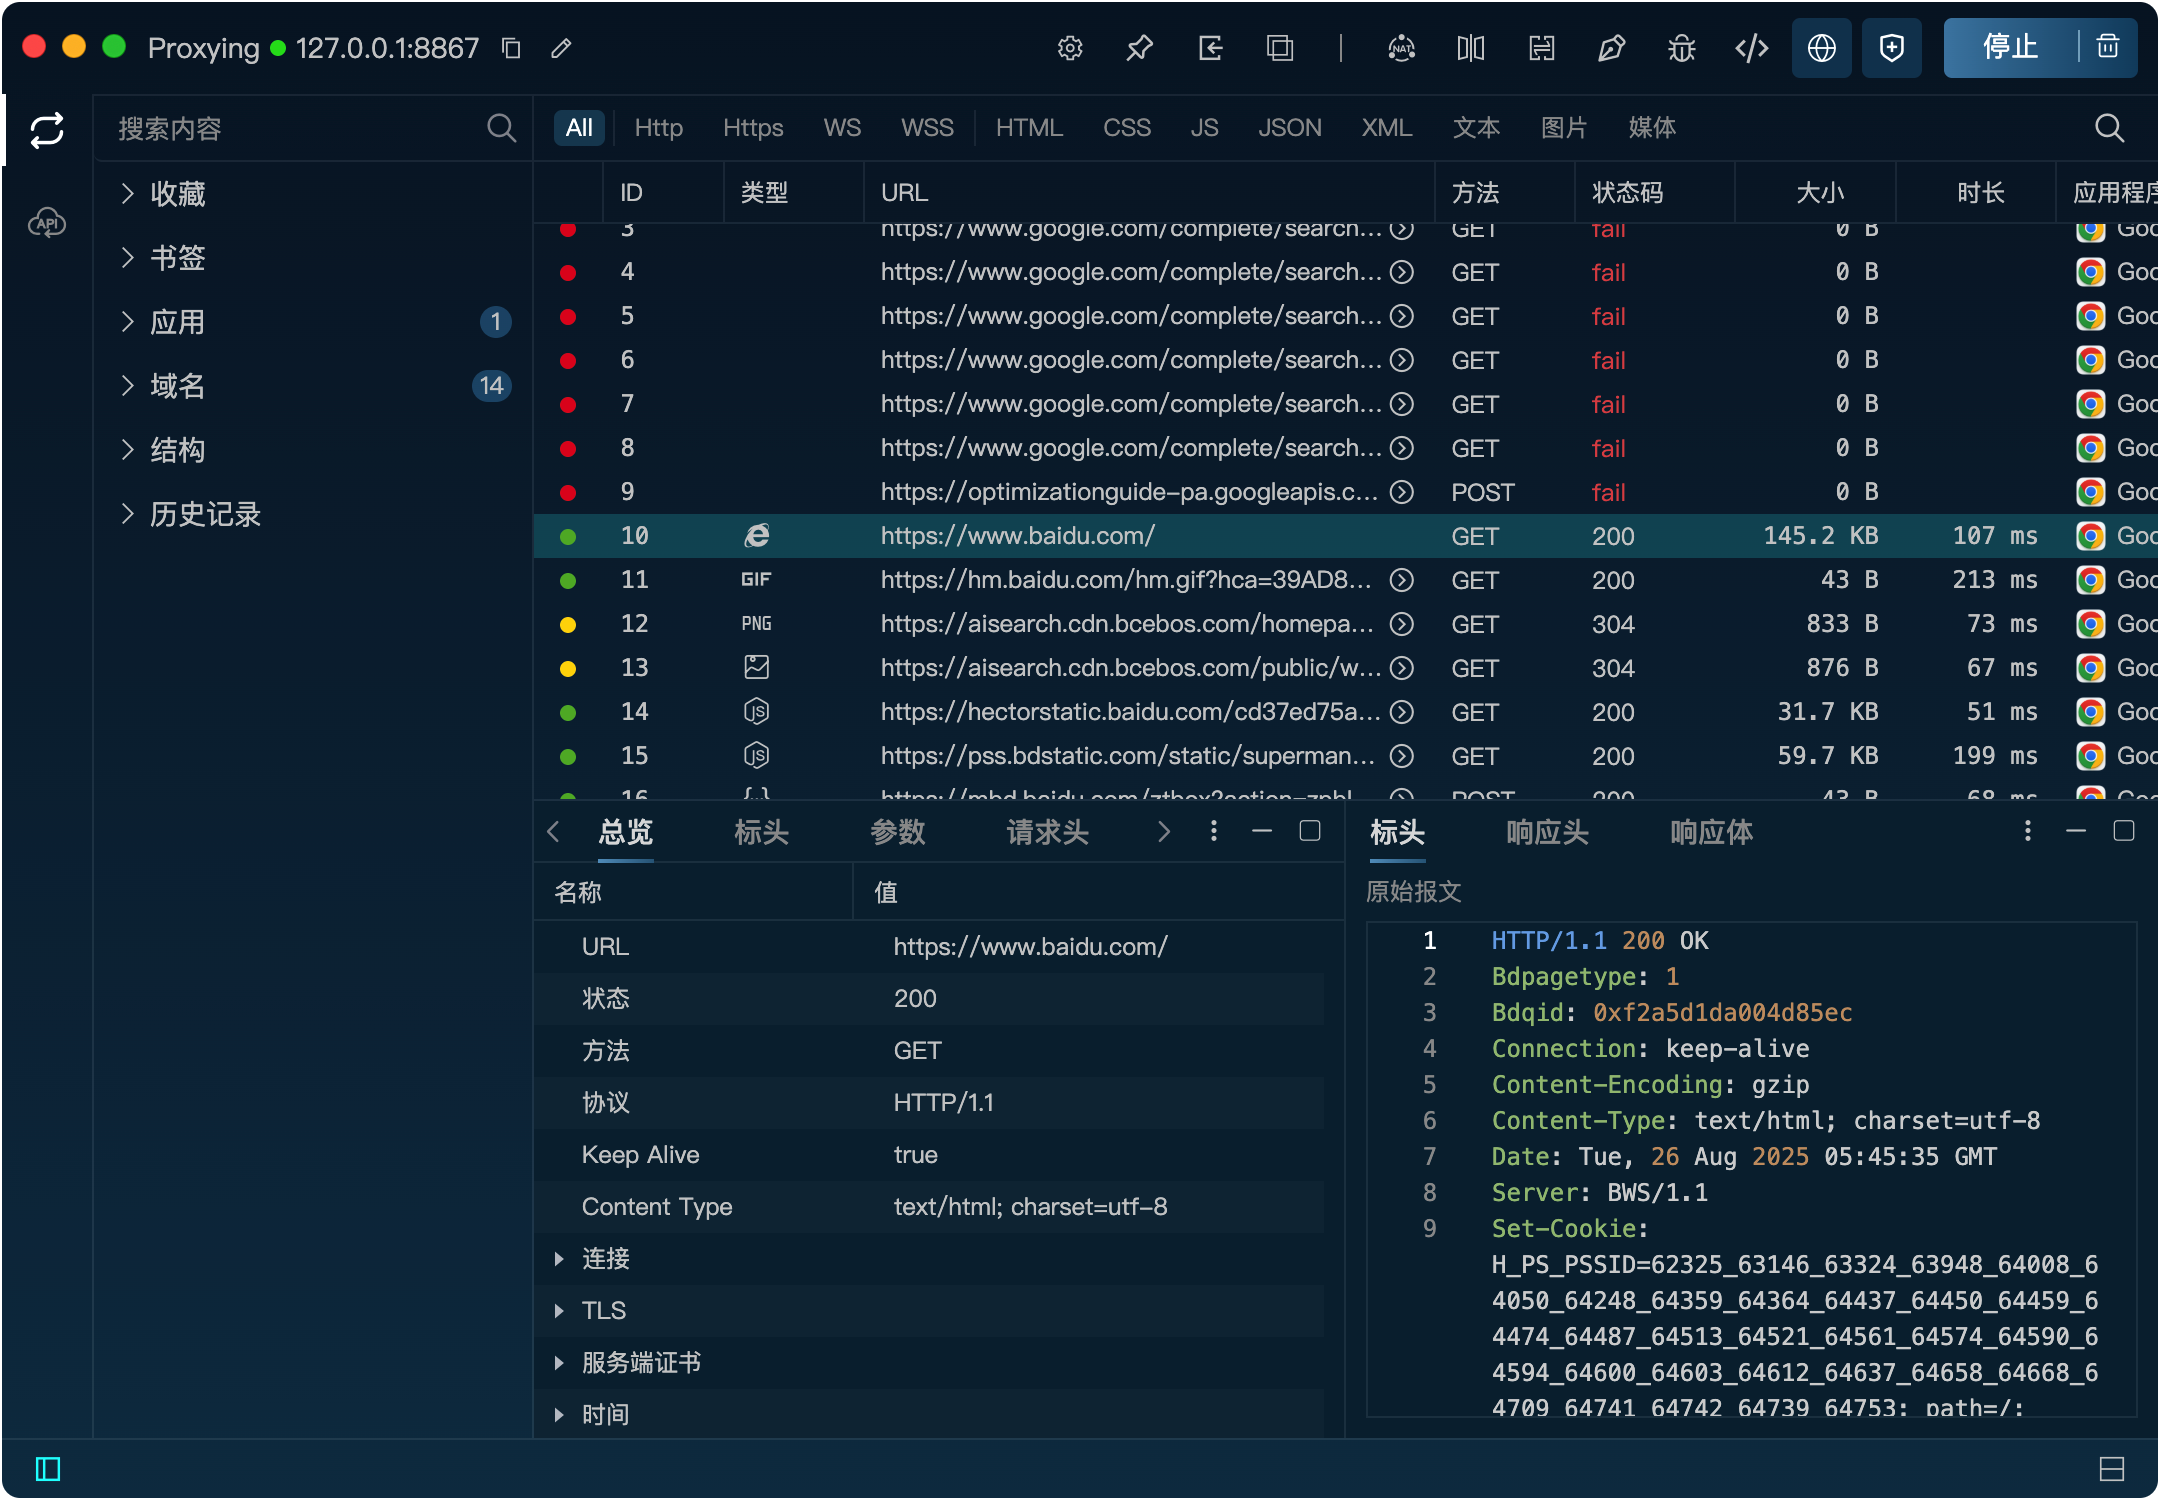 Proxying 127.0.0.1:8867
NAT
停止
搜索内容
All Http Https WS WSS HTML CSS JS JSON XML 文本 图片 媒体
API
收藏
书签
应用 1
域名 14
结构
历史记录
ID 类型 URL 方法 状态码 大小 时长 应用程序
3 https://www.google.com/complete/search... GET fail 0 B Goo
4 https://www.google.com/complete/search... GET fail 0 B Goo
5 https://www.google.com/complete/search... GET fail 0 B Goo
6 https://www.google.com/complete/search... GET fail 0 B Goo
7 https://www.google.com/complete/search... GET fail 0 B Goo
8 https://www.google.com/complete/search... GET fail 0 B Goo
9 https://optimizationguide-pa.googleapis.c... POST fail 0 B Goo
10 https://www.baidu.com/ GET 200 145.2 KB 107 ms Goo
11 GIF https://hm.baidu.com/hm.gif?hca=39AD8... GET 200 43 B 213 ms Goo
12 PNG https://aisearch.cdn.bcebos.com/homepa... GET 304 833 B 73 ms Goo
13 https://aisearch.cdn.bcebos.com/public/w... GET 304 876 B 67 ms Goo
14 JS https://hectorstatic.baidu.com/cd37ed75a... GET 200 31.7 KB 51 ms Goo
15 JS https://pss.bdstatic.com/static/superman... GET 200 59.7 KB 199 ms Goo
16 {..} POST 200 43 B 68 ms Goo
总览 标头 参数 请求头
名称 值
URL https://www.baidu.com/
状态 200
方法 GET
协议 HTTP/1.1
Keep Alive true
Content Type text/html; charset=utf-8
连接
TLS
服务端证书
时间
标头 响应头 响应体
原始报文
1 HTTP/1.1 200 OK
2 Bdpagetype: 1
3 Bdqid: 0xf2a5d1da004d85ec
4 Connection: keep-alive
5 Content-Encoding: gzip
6 Content-Type: text/html; charset=utf-8
7 Date: Tue, 26 Aug 2025 05:45:35 GMT
8 Server: BWS/1.1
9 Set-Cookie:
H_PS_PSSID=62325_63146_63324_63948_64008_6
4050_64248_64359_64364_64437_64450_64459_6
4474_64487_64513_64521_64561_64574_64590_6
4594_64600_64603_64612_64637_64658_64668_6
4709_64741_64742_64739_64753; path=/;